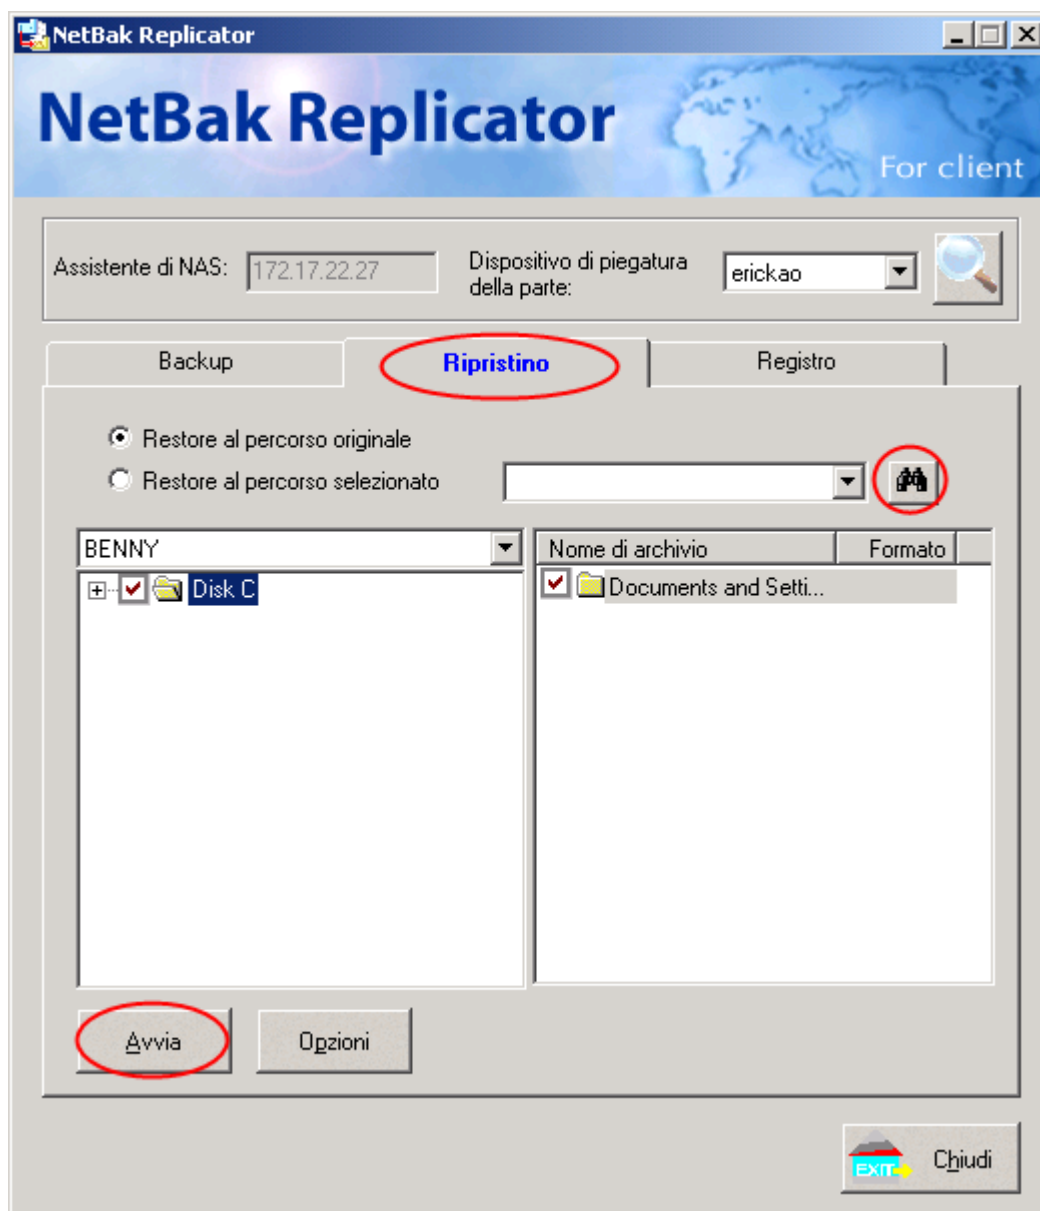 NetBak Replicator
NetBak Replicator
For client
Assistente di NAS:
172.17.22.27
Dispositivo di piegatura
della parte:
erickao
Backup
Ripristino
Registro
Restore al percorso originale
Restore al percorso selezionato
BENNY
Disk C
Nome di archivio
Formato
Documents and Setti...
Avvia
Opzioni
EXIT
Chiudi